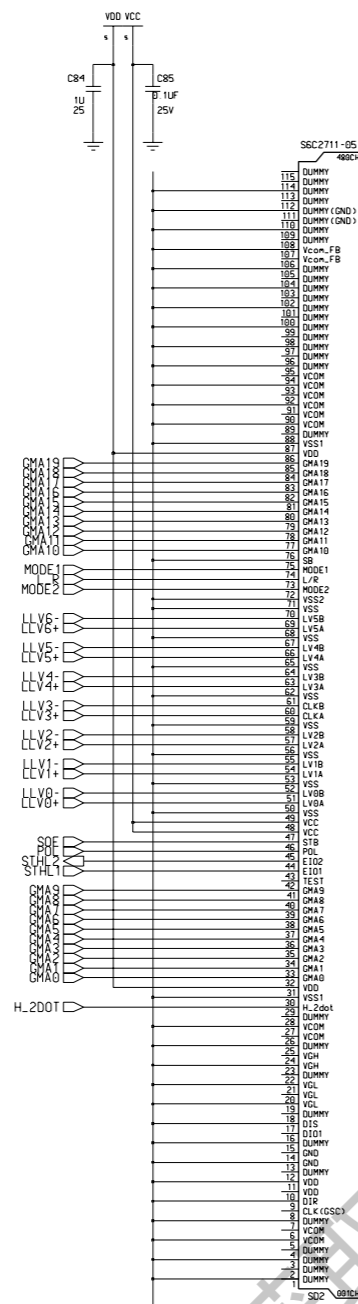 VDD VCC
s s
C84
1U
25
C85
0.1UF
25V
S6C2711-05
480CH
115 DUMMY
114 DUMMY
113 DUMMY
112 DUMMY
111 DUMMY(GND)
110 DUMMY(GND)
109 DUMMY
108 DUMMY
107 Vcom_FB
106 Vcom_FB
105 DUMMY
104 DUMMY
103 DUMMY
102 DUMMY
101 DUMMY
100 DUMMY
99 DUMMY
98 DUMMY
97 DUMMY
96 DUMMY
95 DUMMY
94 VCOM
93 VCOM
92 VCOM
91 VCOM
90 VCOM
89 VCOM
88 DUMMY
87 VSS1
86 VDD
GMA19 85 GMA19
GMA18 84 GMA18
GMA17 83 GMA17
GMA16 82 GMA16
GMA15 81 GMA15
GMA14 80 GMA14
GMA13 79 GMA13
GMA12 78 GMA12
GMA11 77 GMA11
GMA10 76 GMA10
75 SB
MODE1 74 MODE1
L_R 73 L/R
MODE2 72 MODE2
71 VSS2
70 VSS
LLV6- 69 LV5B
LLV6+ 68 LV5A
67 VSS
LLV5- 66 LV4B
LLV5+ 65 LV4A
64 VSS
LLV4- 63 LV3B
LLV4+ 62 LV3A
61 VSS
LLV3- 60 CLKB
LLV3+ 59 CLKA
58 VSS
LLV2- 57 LV2B
LLV2+ 56 LV2A
55 VSS
LLV1- 54 LV1B
LLV1+ 53 LV1A
52 VSS
LLV0- 51 LV0B
LLV0+ 50 LV0A
49 VSS
48 VCC
47 VCC
SOE 46 STB
POL 45 POL
STHL2 44 EIO2
STHL1 43 EIO1
42 TEST
GMA9 41 GMA9
GMA8 40 GMA8
GMA7 39 GMA7
GMA6 38 GMA6
GMA5 37 GMA5
GMA4 36 GMA4
GMA3 35 GMA3
GMA2 34 GMA2
GMA1 33 GMA1
GMA0 32 GMA0
31 VDD
30 VSS1
H_2DOT 29 H_2dot
28 DUMMY
27 VCOM
26 VCOM
25 DUMMY
24 VGH
23 VGH
22 DUMMY
21 VGL
20 VGL
19 VGL
18 DUMMY
17 DIS
16 DIO1
15 DUMMY
14 GND
13 GND
12 DUMMY
11 VDD
10 VDD
9 DIR
8 CLK(GSC)
7 DUMMY
6 VCOM
5 VCOM
4 DUMMY
3 DUMMY
2 DUMMY
1 DUMMY
SD2